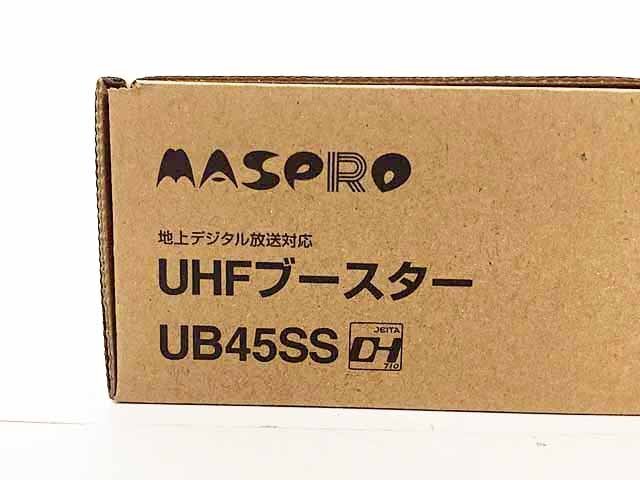 MASPRO
地上デジタル放送対応
UHFブースター
UB45SS
JEITA
DH
710